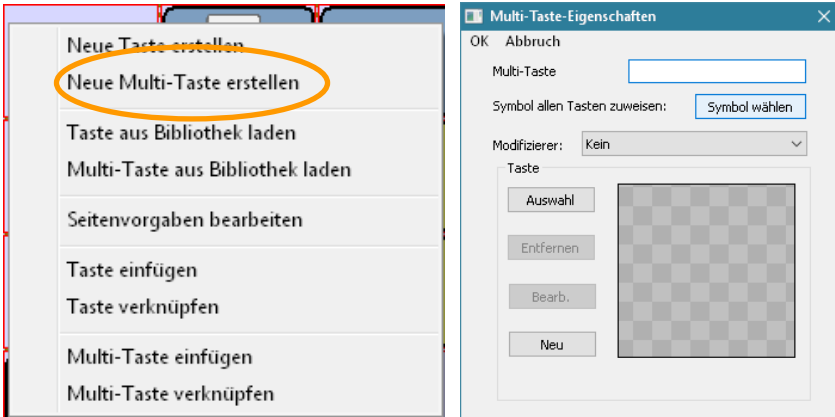 Neue Taste erstellen
Neue Multi-Taste erstellen
Taste aus Bibliothek laden
Multi-Taste aus Bibliothek laden
Seitenvorgaben bearbeiten
Taste einfügen
Taste verknüpfen
Multi-Taste einfügen
Multi-Taste verknüpfen
Multi-Taste-Eigenschaften
OK Abbruch
Multi-Taste
Symbol allen Tasten zuweisen: Symbol wählen
Modifizierer: Kein
Taste
Auswahl
Entfernen
Bearb.
Neu